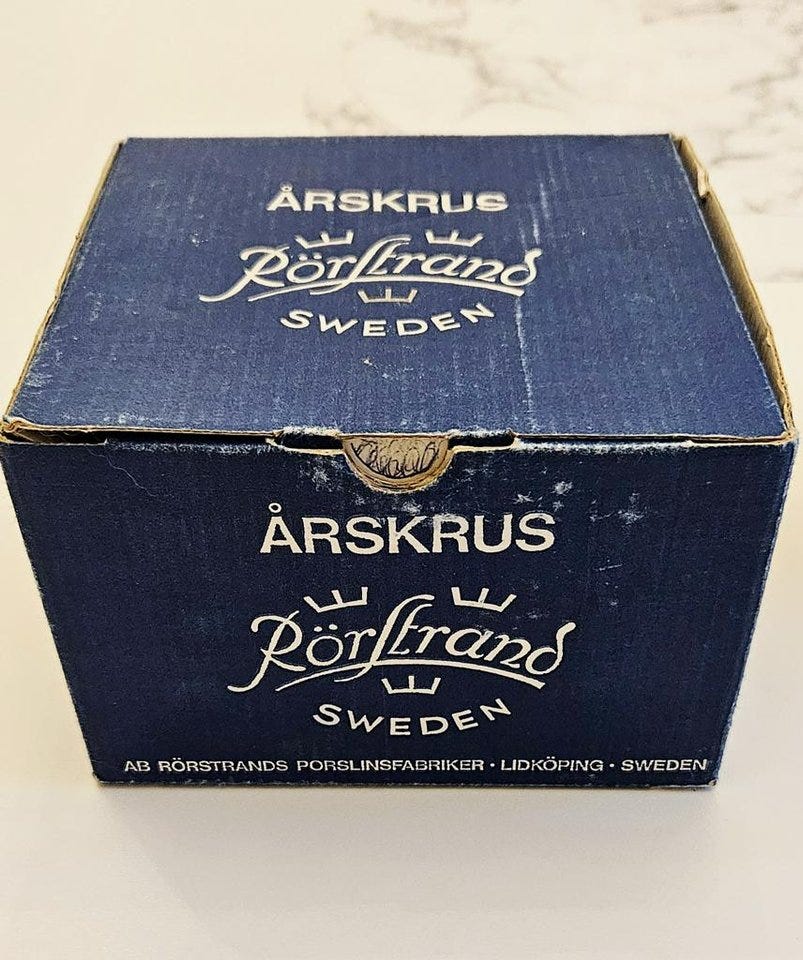 ÅRSKRUS
Rörstrand
SWEDEN
ÅRSKRUS
Rörstrand
SWEDEN
AB RÖRSTRANDS PORSLINSFABRIKER · LIDKÖPING · SWEDEN